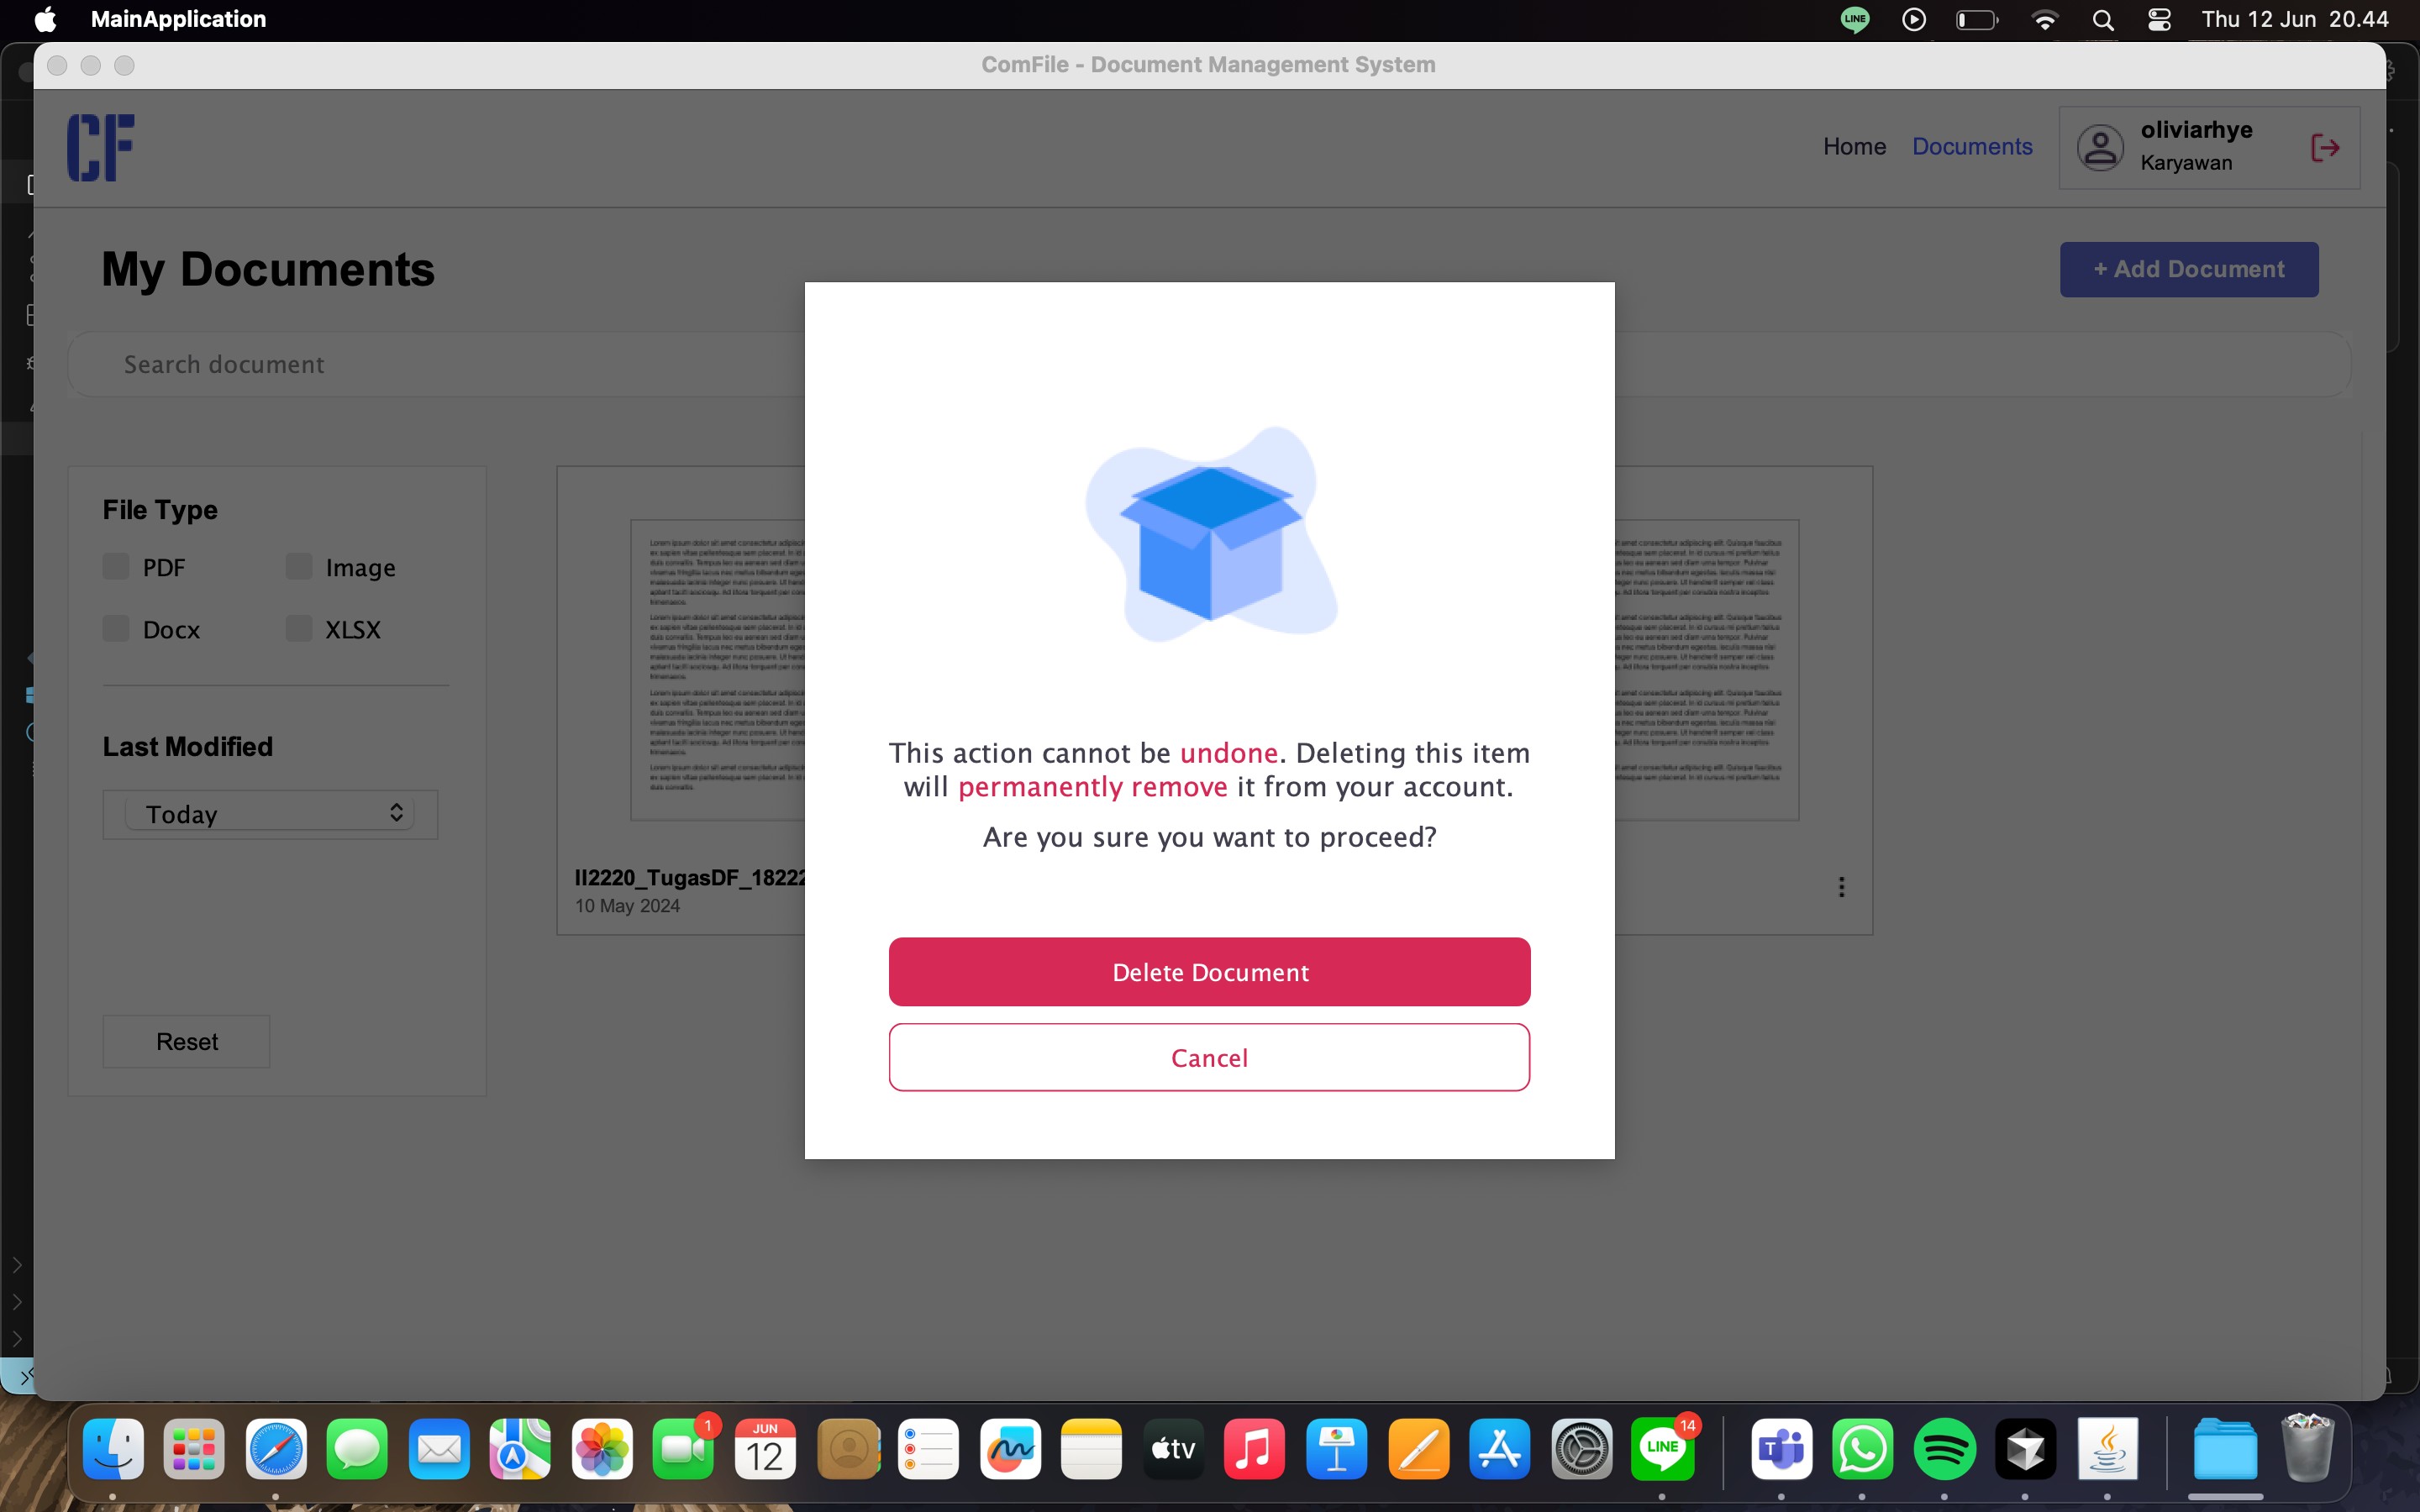 MainApplication
LINE
Thu 12 Jun 20.44
ComFile - Document Management System
CF
Home
Documents
oliviarhye
Karyawan
My Documents
+ Add Document
Search document
File Type
PDF
Image
Docx
XLSX
Last Modified
Today
Reset
II2220_TugasDF_18222
10 May 2024
This action cannot be undone. Deleting this item
will permanently remove it from your account.
Are you sure you want to proceed?
Delete Document
Cancel
1
JUN
12
tv
LINE
14
T